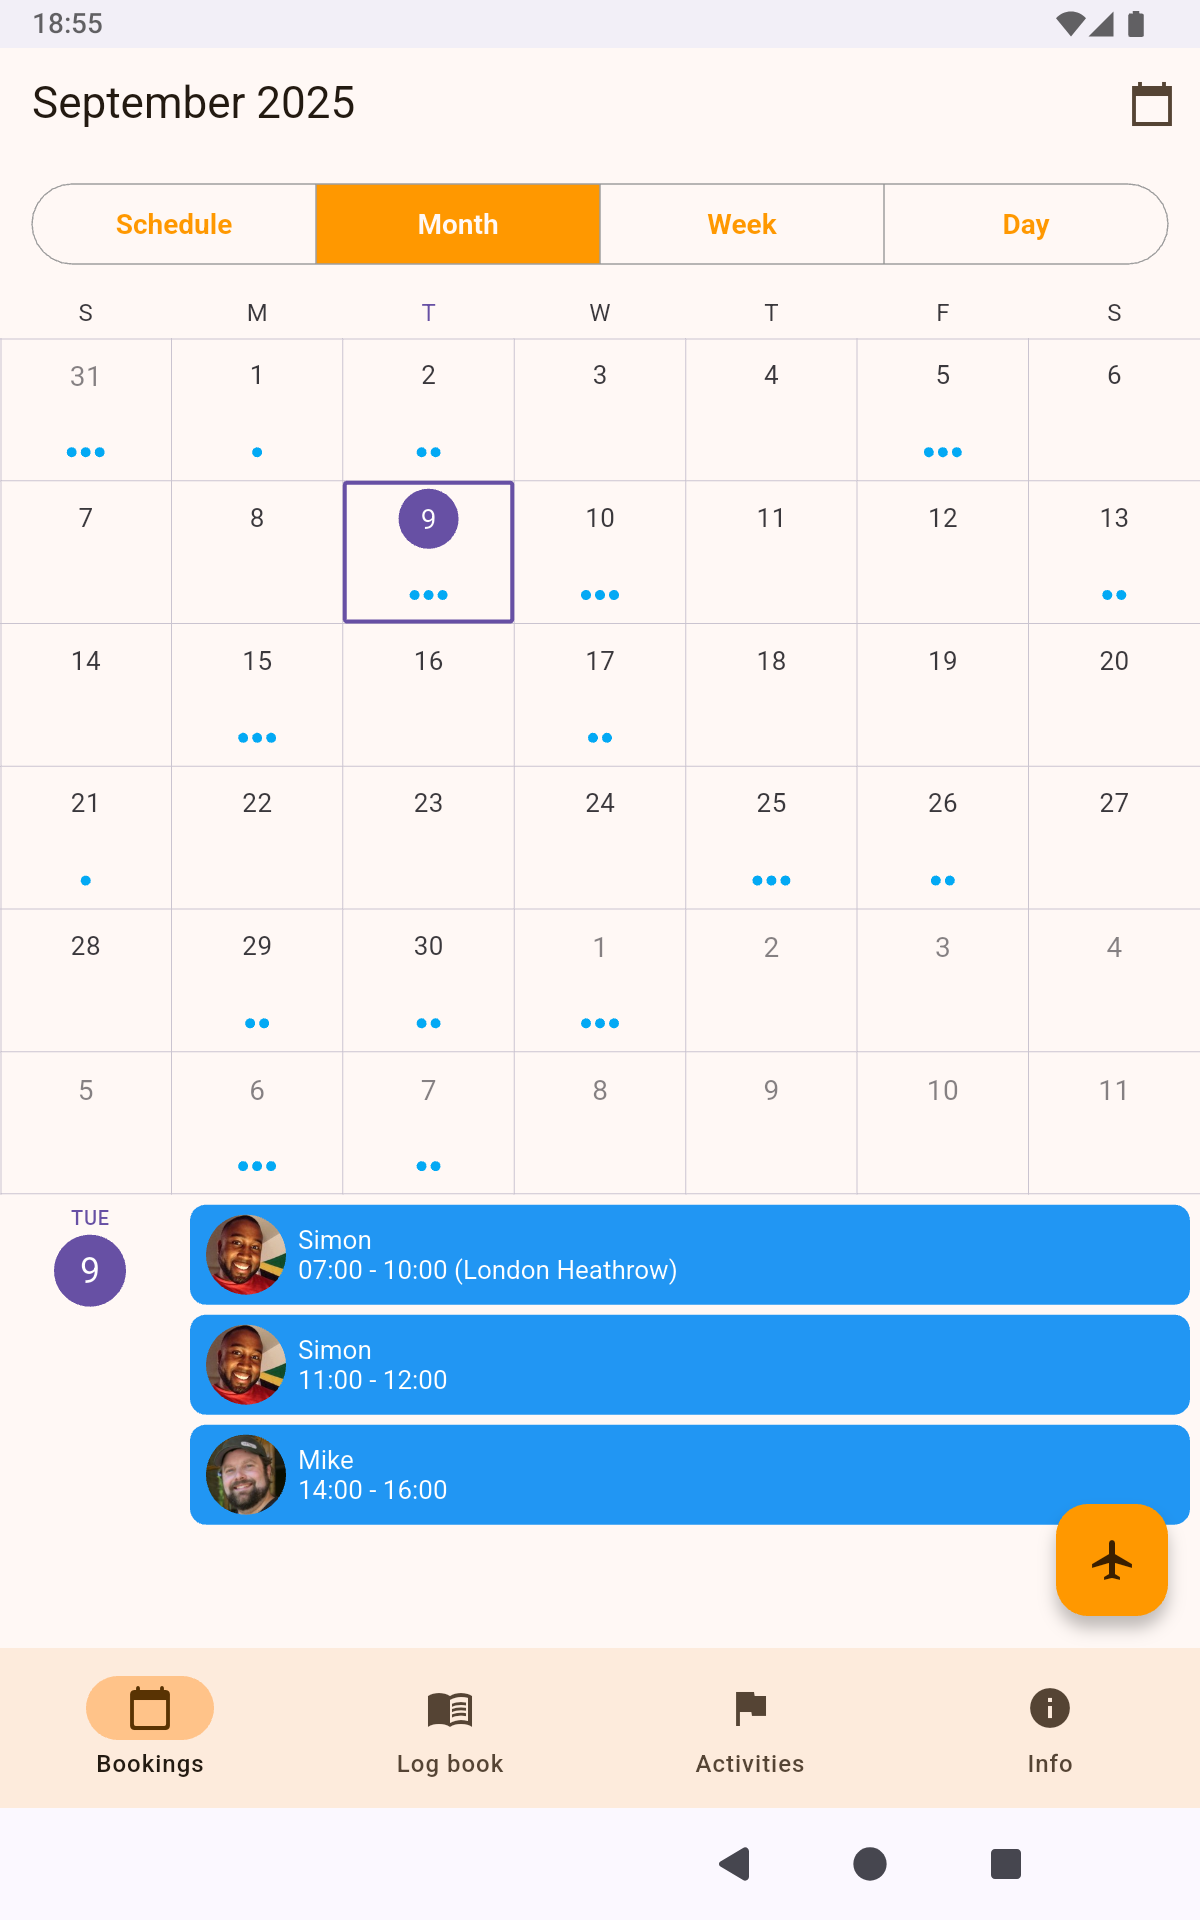 18:55
September 2025
Schedule Month Week Day
S M T W T F S
31 1 2 3 4 5 6
7 8 9 10 11 12 13
14 15 16 17 18 19 20
21 22 23 24 25 26 27
28 29 30 1 2 3 4
5 6 7 8 9 10 11
TUE
9
Simon
07:00 - 10:00 (London Heathrow)
Simon
11:00 - 12:00
Mike
14:00 - 16:00
Bookings Log book Activities Info